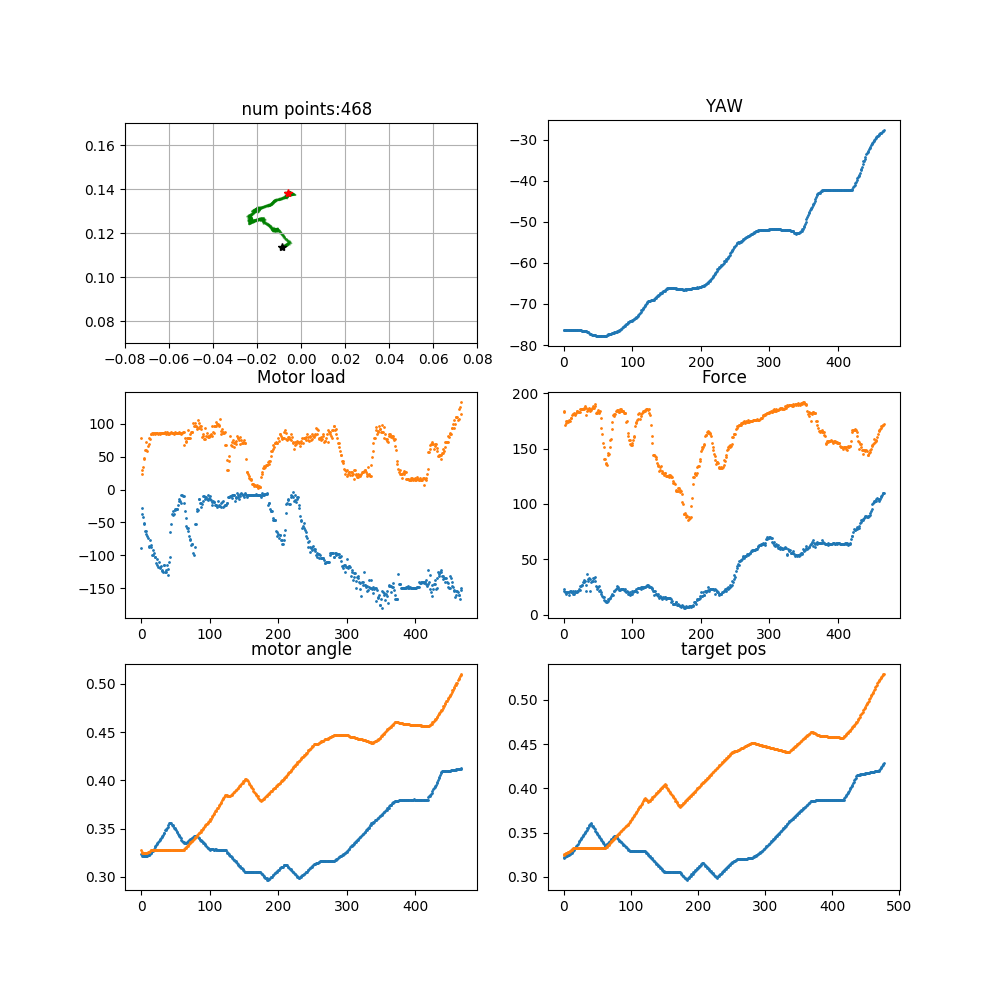 num points:468
YAW
0.16
0.14
0.12
0.10
0.08
−0.08 −0.06 −0.04 −0.02 0.00 0.02 0.04 0.06 0.08
−30
−40
−50
−60
−70
−80
0 100 200 300 400
Motor load
Force
100
50
0
−50
−100
−150
0 100 200 300 400
200
150
100
50
0
0 100 200 300 400
motor angle
target pos
0.50
0.45
0.40
0.35
0.30
0 100 200 300 400
0.50
0.45
0.40
0.35
0.30
0 100 200 300 400 500